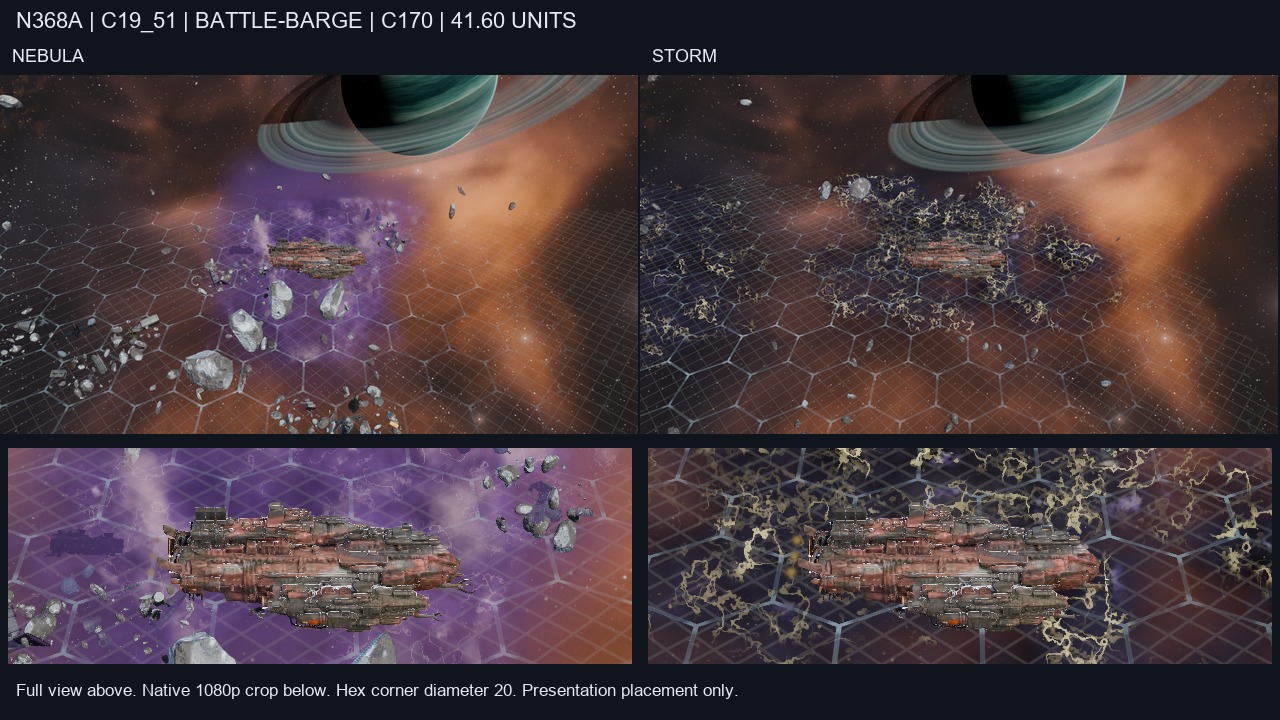 N368A | C19_51 | BATTLE-BARGE | C170 | 41.60 UNITS
NEBULA
STORM
Full view above. Native 1080p crop below. Hex corner diameter 20. Presentation placement only.